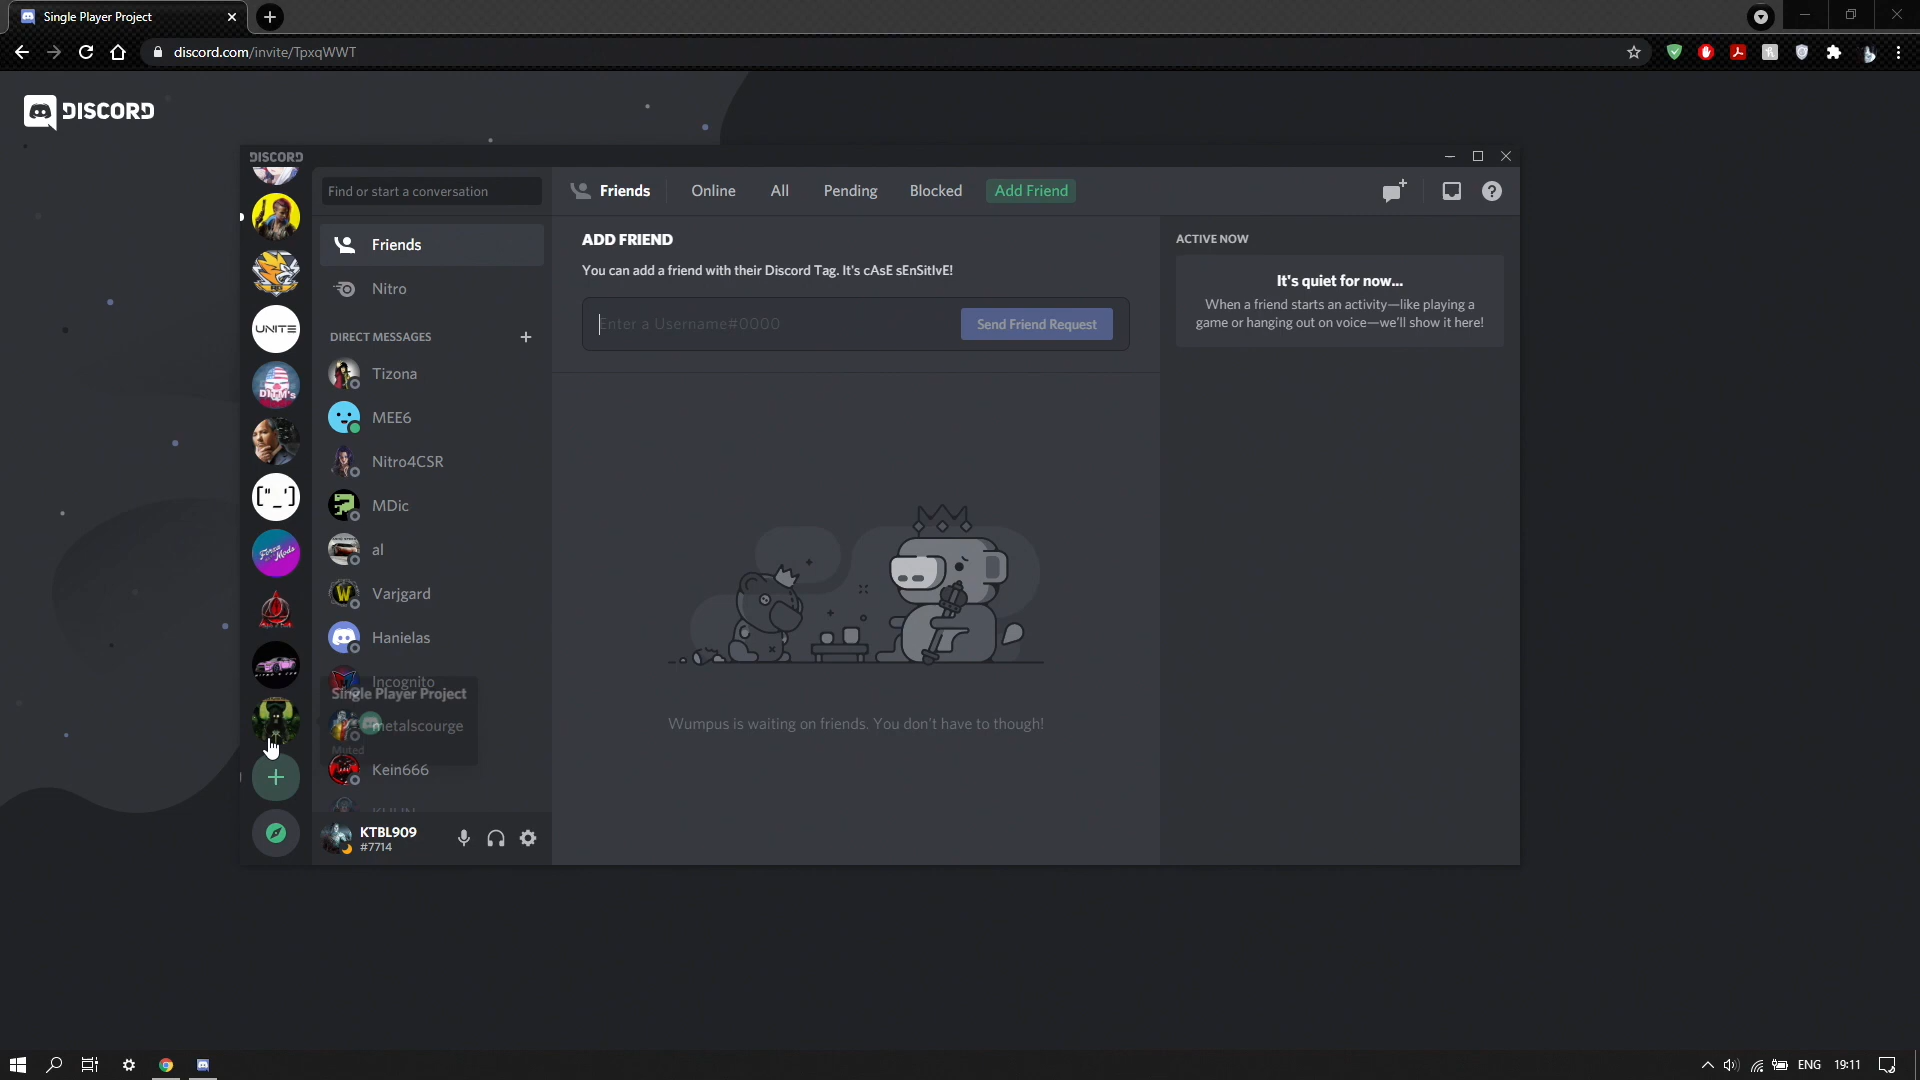 Single Player Project
discord.com/invite/TpxqWWT
DISCORD
DISCORD
Find or start a conversation
Friends
Online
All
Pending
Blocked
Add Friend
Friends
Nitro
DIRECT MESSAGES
Tizona
MEE6
Nitro4CSR
MDic
al
Varjgard
Hanielas
Incognito
Single Player Project
metalscourge
Muted
Kein666
KTBL909
#7714
UNITE
DITM's
["_']
Forza Mods
ADD FRIEND
You can add a friend with their Discord Tag. It's cAsE sEnSitIvE!
Enter a Username#0000
Send Friend Request
Wumpus is waiting on friends. You don't have to though!
ACTIVE NOW
It's quiet for now...
When a friend starts an activity—like playing a
game or hanging out on voice—we'll show it here!
ENG
19:11